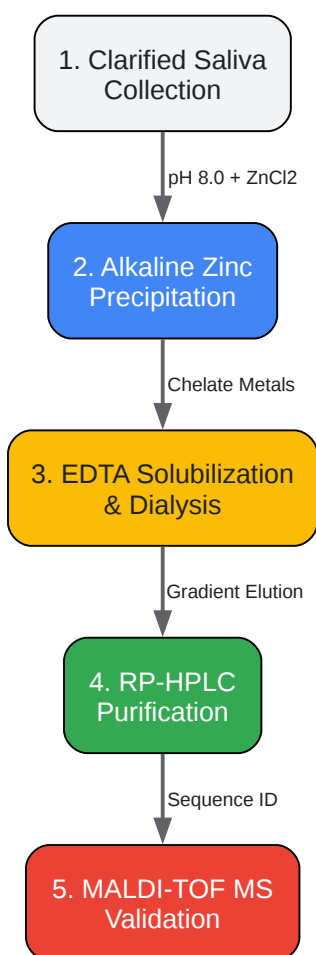 1. Clarified Saliva
Collection
pH 8.0 + ZnCl2
2. Alkaline Zinc
Precipitation
Chelate Metals
3. EDTA Solubilization
& Dialysis
Gradient Elution
4. RP-HPLC
Purification
Sequence ID
5. MALDI-TOF MS
Validation